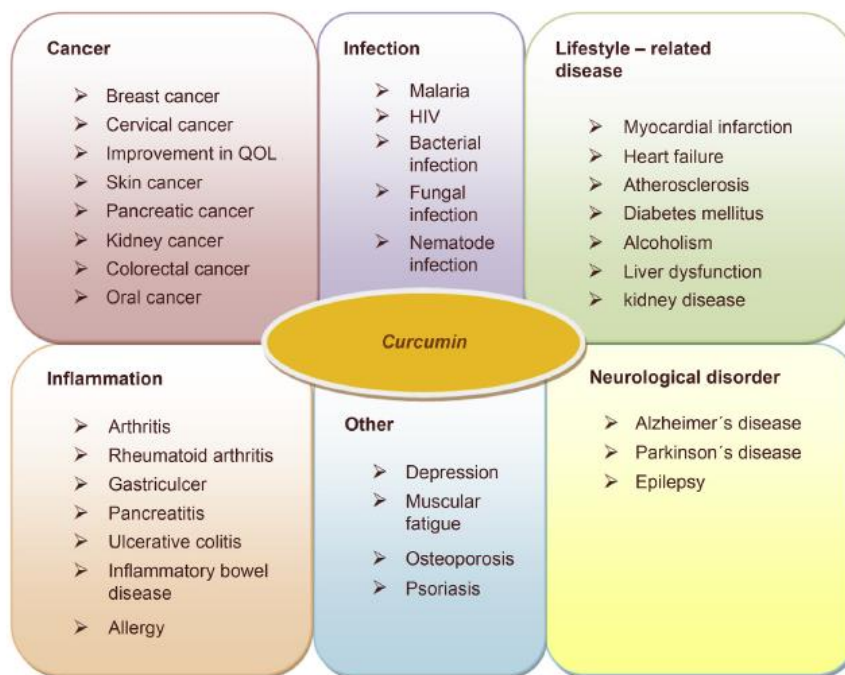 Cancer
➢ Breast cancer
➢ Cervical cancer
➢ Improvement in QOL
➢ Skin cancer
➢ Pancreatic cancer
➢ Kidney cancer
➢ Colorectal cancer
➢ Oral cancer
Infection
➢ Malaria
➢ HIV
➢ Bacterial
infection
➢ Fungal
infection
➢ Nematode
infection
Lifestyle – related
disease
➢ Myocardial infarction
➢ Heart failure
➢ Atherosclerosis
➢ Diabetes mellitus
➢ Alcoholism
➢ Liver dysfunction
➢ kidney disease
Curcumin
Inflammation
➢ Arthritis
➢ Rheumatoid arthritis
➢ Gastriculcer
➢ Pancreatitis
➢ Ulcerative colitis
➢ Inflammatory bowel
disease
➢ Allergy
Other
➢ Depression
➢ Muscular
fatigue
➢ Osteoporosis
➢ Psoriasis
Neurological disorder
➢ Alzheimer´s disease
➢ Parkinson´s disease
➢ Epilepsy